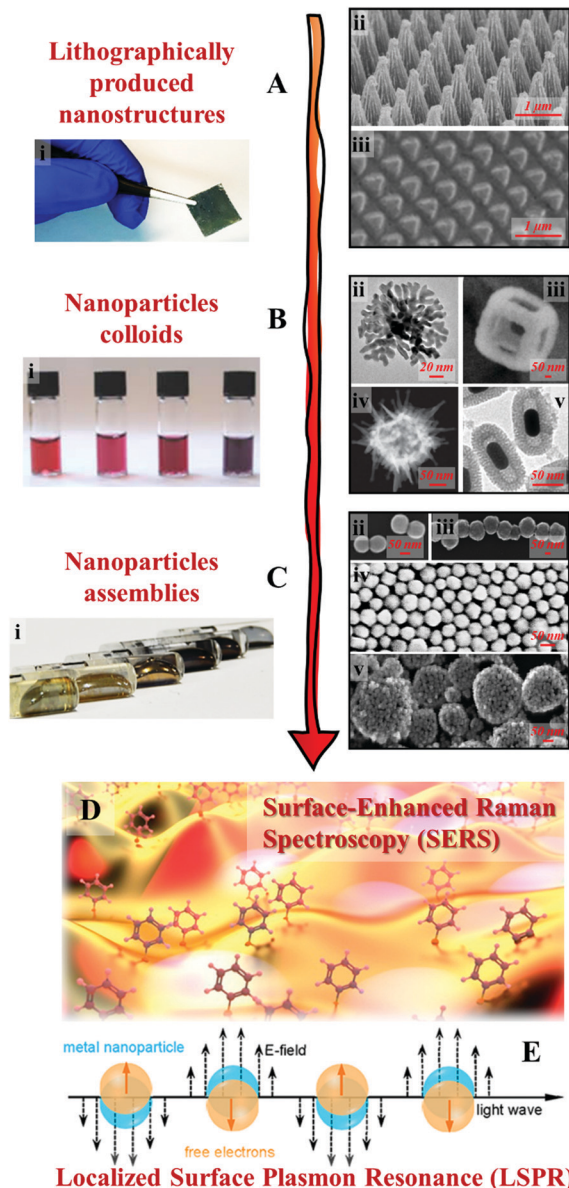 Lithographically
produced
nanostructures
A
i
ii
1 µm
iii
1 µm
Nanoparticles
colloids
B
i
ii
20 nm
iii
50 nm
iv
50 nm
v
50 nm
Nanoparticles
assemblies
C
i
ii
50 nm
iii
50 nm
iv
50 nm
v
50 nm
D
Surface-Enhanced Raman
Spectroscopy (SERS)
E
metal nanoparticle
E-field
light wave
free electrons
Localized Surface Plasmon Resonance (LSPR)